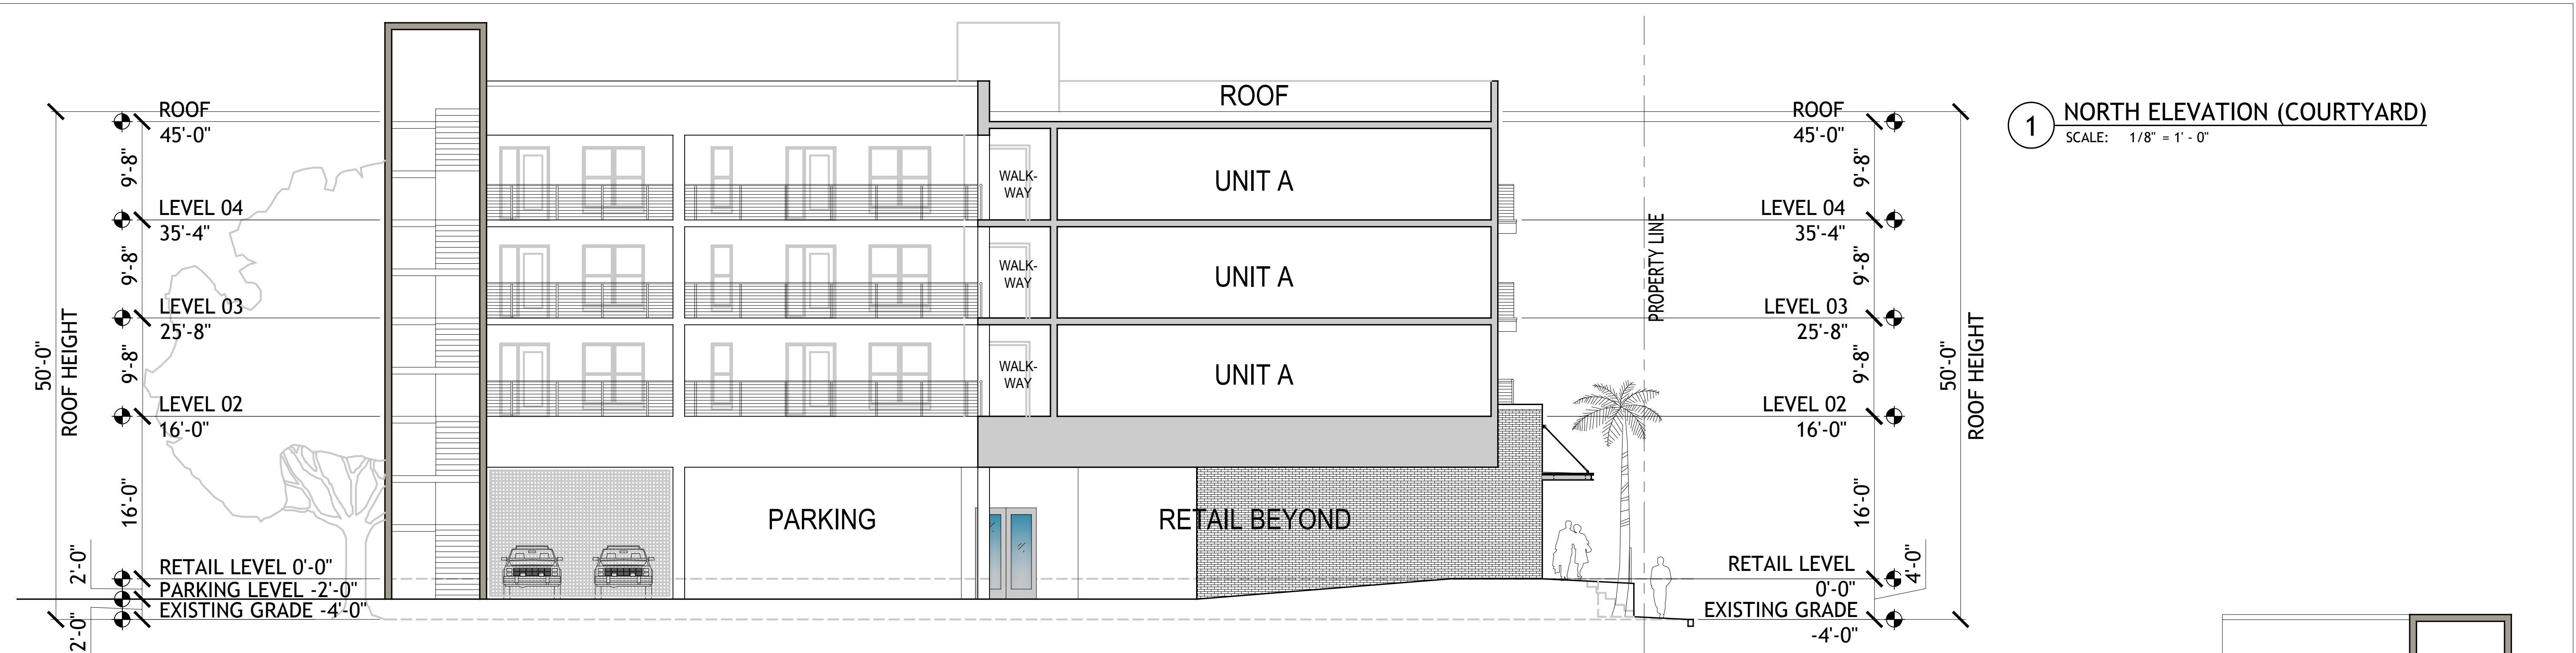 ROOF
45'-0"
9'-8"
LEVEL 04
35'-4"
9'-8"
LEVEL 03
25'-8"
9'-8"
LEVEL 02
16'-0"
16'-0"
50'-0"
ROOF HEIGHT
2'-0"
RETAIL LEVEL 0'-0"
PARKING LEVEL -2'-0"
EXISTING GRADE -4'-0"
2'-0"
ROOF
WALK-
WAY
UNIT A
WALK-
WAY
UNIT A
WALK-
WAY
UNIT A
PARKING
RETAIL BEYOND
PROPERTY LINE
ROOF
45'-0"
9'-8"
LEVEL 04
35'-4"
9'-8"
LEVEL 03
25'-8"
9'-8"
LEVEL 02
16'-0"
16'-0"
RETAIL LEVEL
0'-0"
4'-0"
EXISTING GRADE
-4'-0"
50'-0"
ROOF HEIGHT
1
NORTH ELEVATION (COURTYARD)
SCALE: 1/8" = 1' - 0"